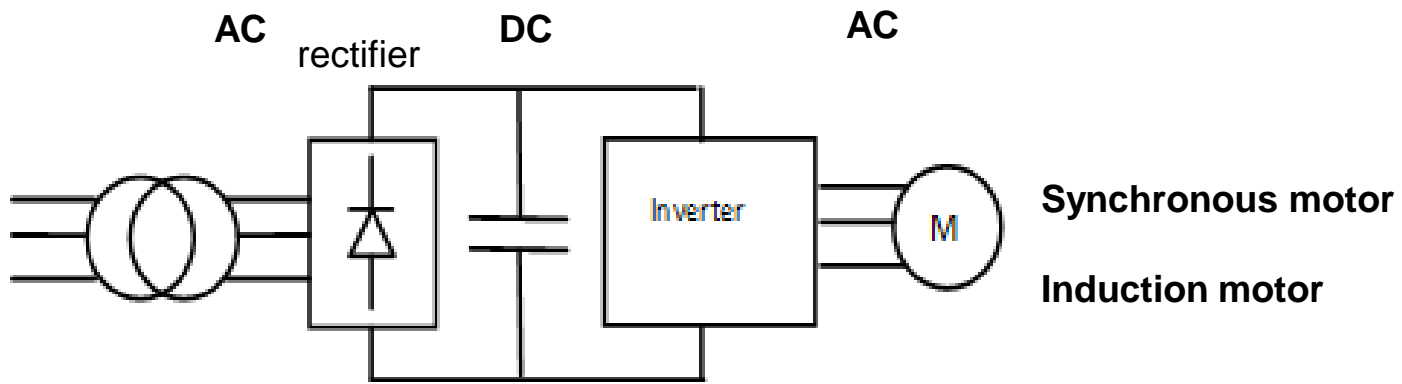 AC
DC
AC
rectifier
Inverter
M
Synchronous motor
Induction motor